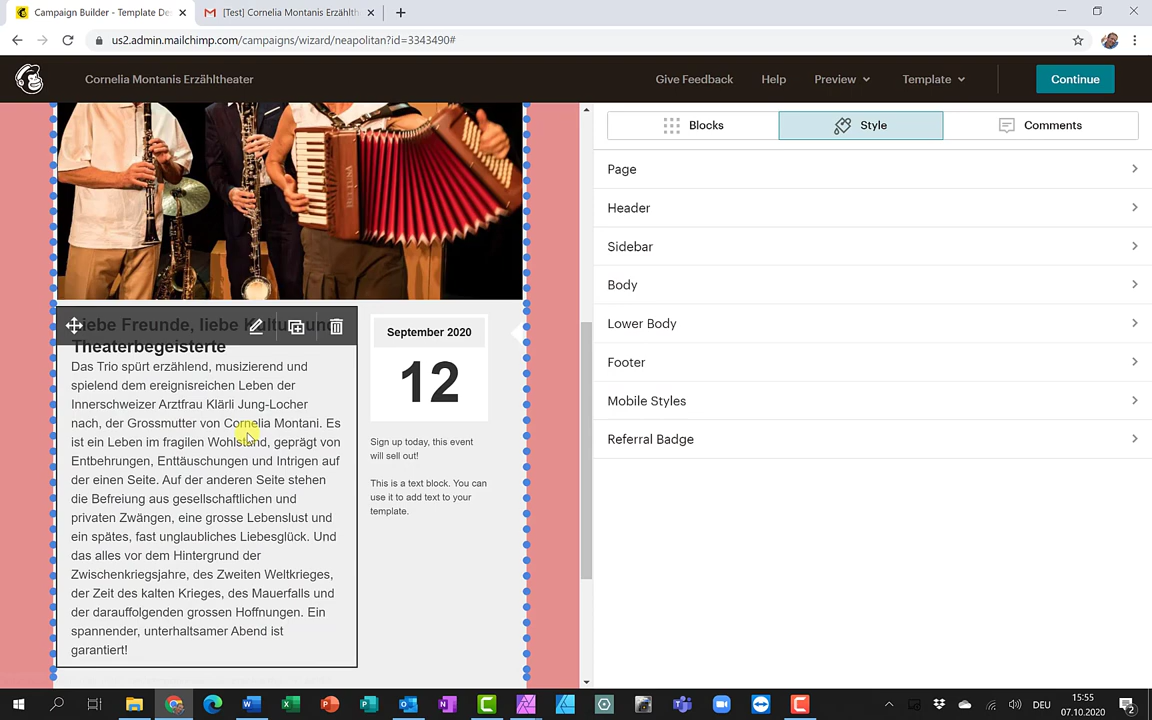 Campaign Builder - Template De
[Test] Cornelia Montanis Erzählth
us2.admin.mailchimp.com/campaigns/wizard/neapolitan?id=3343490#
Cornelia Montanis Erzähltheater
Give Feedback
Help
Preview
Template
Continue
Blocks
Style
Comments
Page
Header
Sidebar
Body
Lower Body
Footer
Mobile Styles
Referral Badge
Liebe Freunde, liebe Kultur und
Theaterbegeisterte
Das Trio spürt erzählend, musizierend und
spielend dem ereignisreichen Leben der
Innerschweizer Arztfrau Klärli Jung-Locher
nach, der Grossmutter von Cornelia Montani. Es
ist ein Leben im fragilen Wohlstand, geprägt von
Entbehrungen, Enttäuschungen und Intrigen auf
der einen Seite. Auf der anderen Seite stehen
die Befreiung aus gesellschaftlichen und
privaten Zwängen, eine grosse Lebenslust und
ein spätes, fast unglaubliches Liebesglück. Und
das alles vor dem Hintergrund der
Zwischenkriegsjahre, des Zweiten Weltkrieges,
der Zeit des kalten Krieges, des Mauerfalls und
der darauffolgenden grossen Hoffnungen. Ein
spannender, unterhaltsamer Abend ist
garantiert!
September 2020
12
Sign up today, this event
will sell out!
This is a text block. You can
use it to add text to your
template.
DEU
15:55
07.10.2020
2